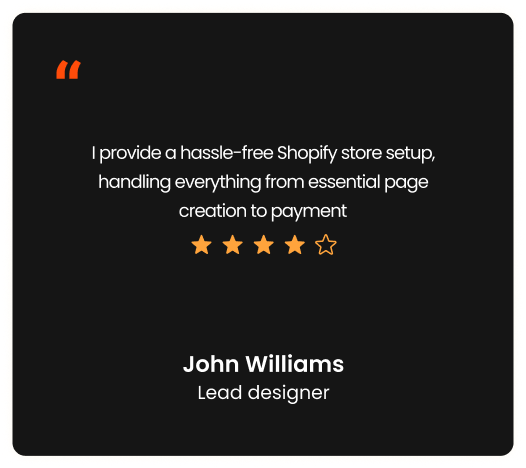 “
I provide a hassle-free Shopify store setup,
handling everything from essential page
creation to payment
John Williams
Lead designer